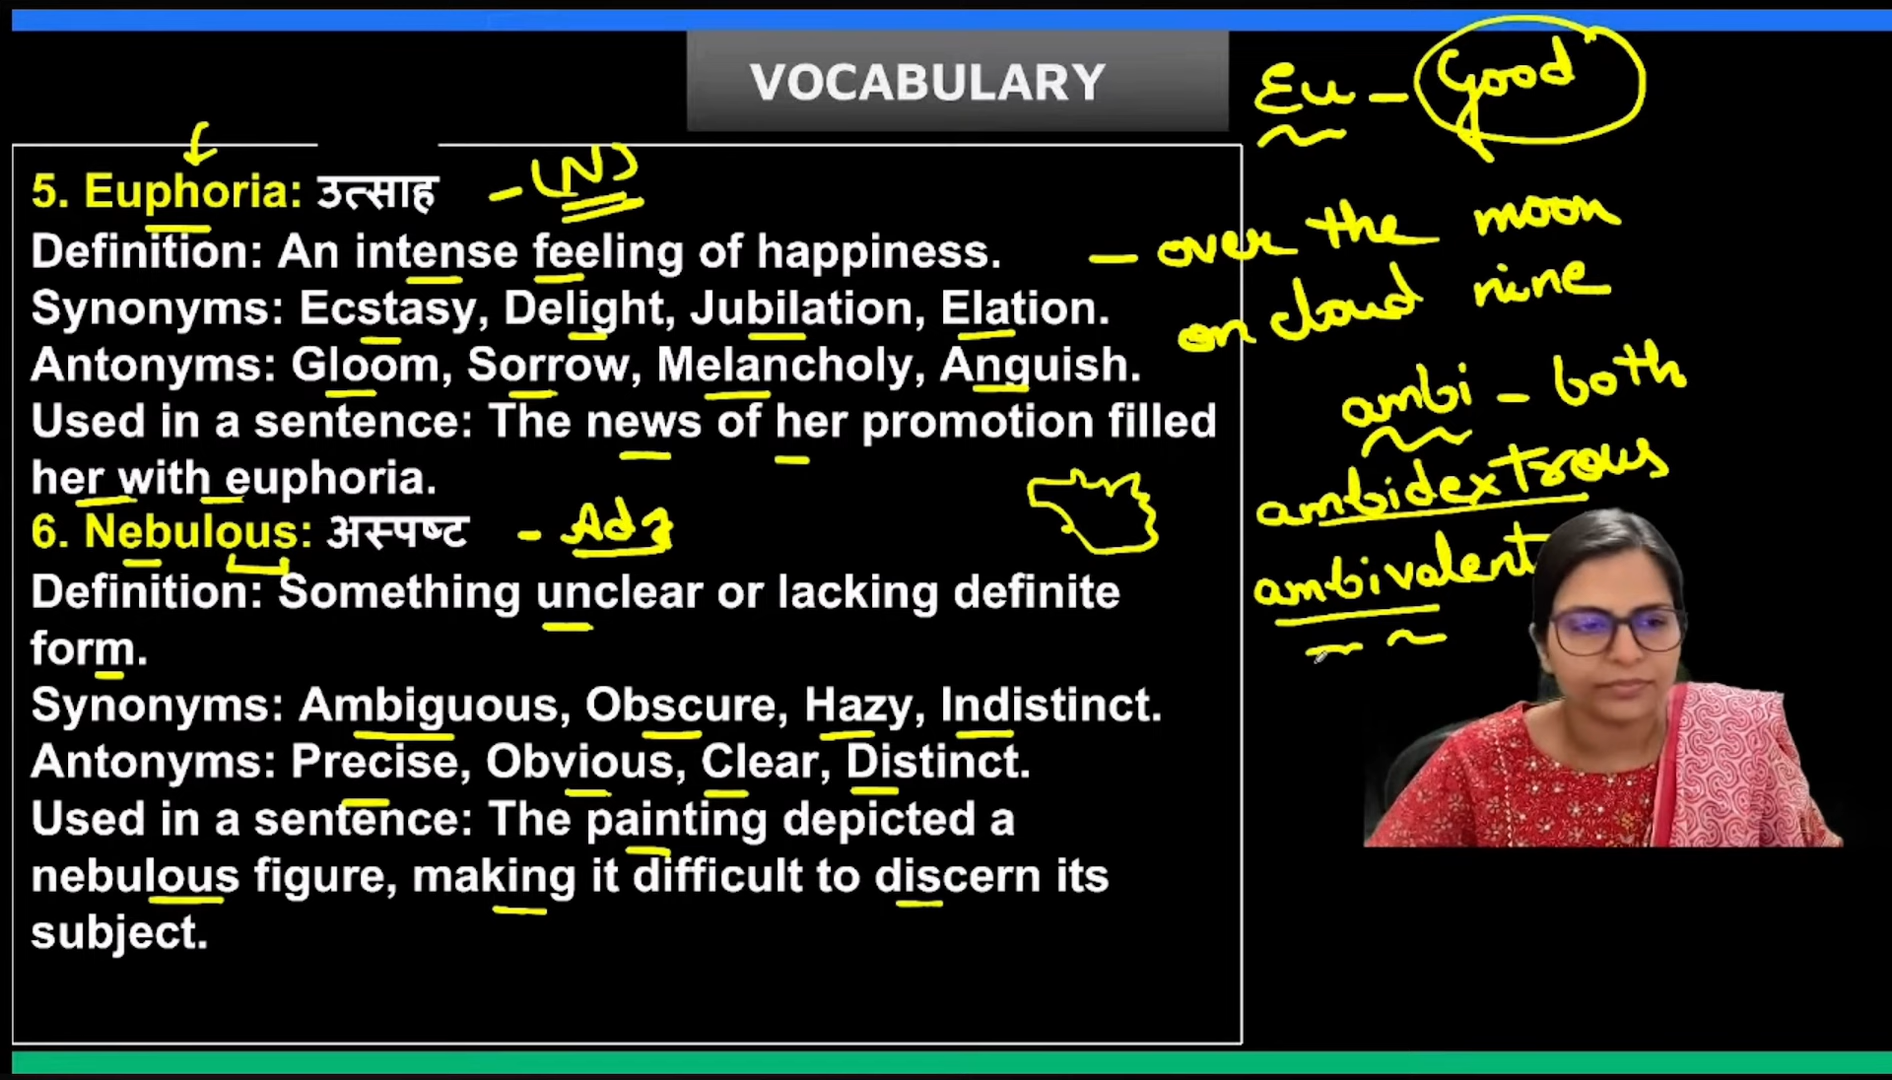 VOCABULARY
Eu - Good
5. Euphoria: उत्साह - (N)
Definition: An intense feeling of happiness.
- over the moon
Synonyms: Ecstasy, Delight, Jubilation, Elation.
on cloud nine
Antonyms: Gloom, Sorrow, Melancholy, Anguish.
ambi - both
Used in a sentence: The news of her promotion filled
her with euphoria.
ambidextrous
6. Nebulous: अस्पष्ट - Adj
ambivalent
Definition: Something unclear or lacking definite
form.
Synonyms: Ambiguous, Obscure, Hazy, Indistinct.
Antonyms: Precise, Obvious, Clear, Distinct.
Used in a sentence: The painting depicted a
nebulous figure, making it difficult to discern its
subject.